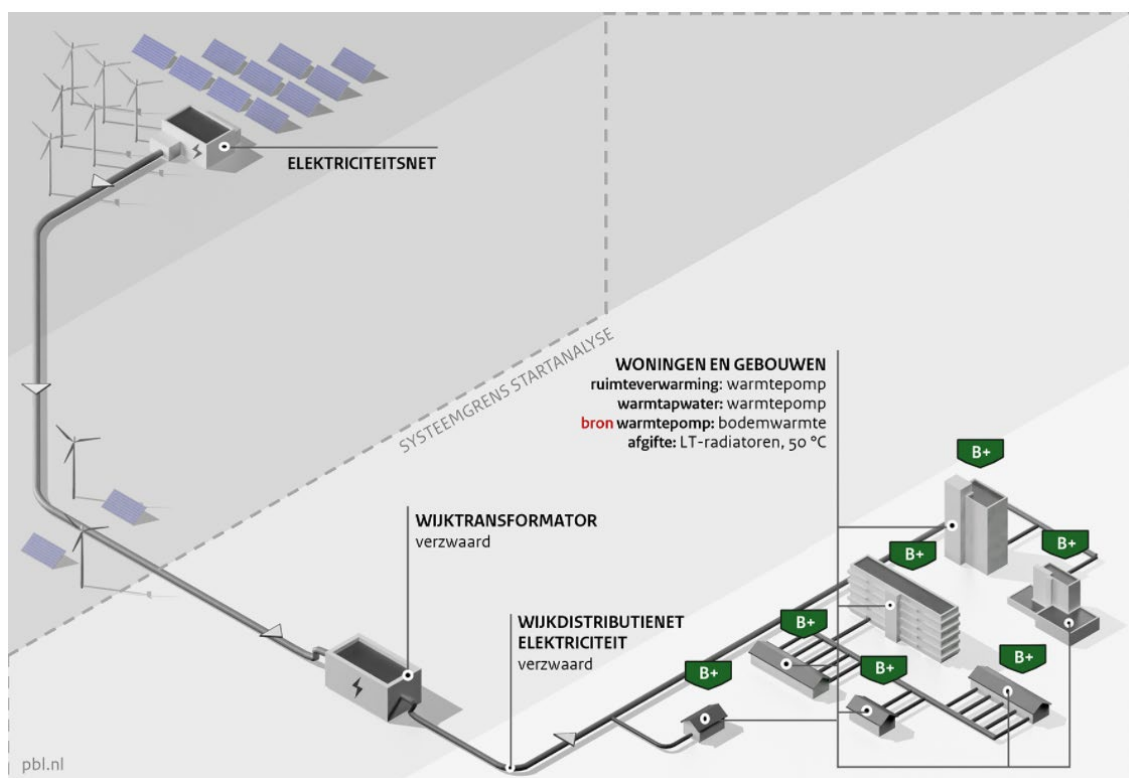 ELEKTRICITEITSNET
SYSTEEMGRENS STARTANALYSE
WONINGEN EN GEBOUWEN
ruimteverwarming: warmtepomp
warmtapwater: warmtepomp
bron warmtepomp: bodemwarmte
afgifte: LT-radiatoren, 50 °C
B+
B+
B+
B+
B+
B+
B+
WIJKTRANSFORMATOR
verzwaard
WIJKDISTRIBUTIENET
ELEKTRICITEIT
verzwaard
pbl.nl